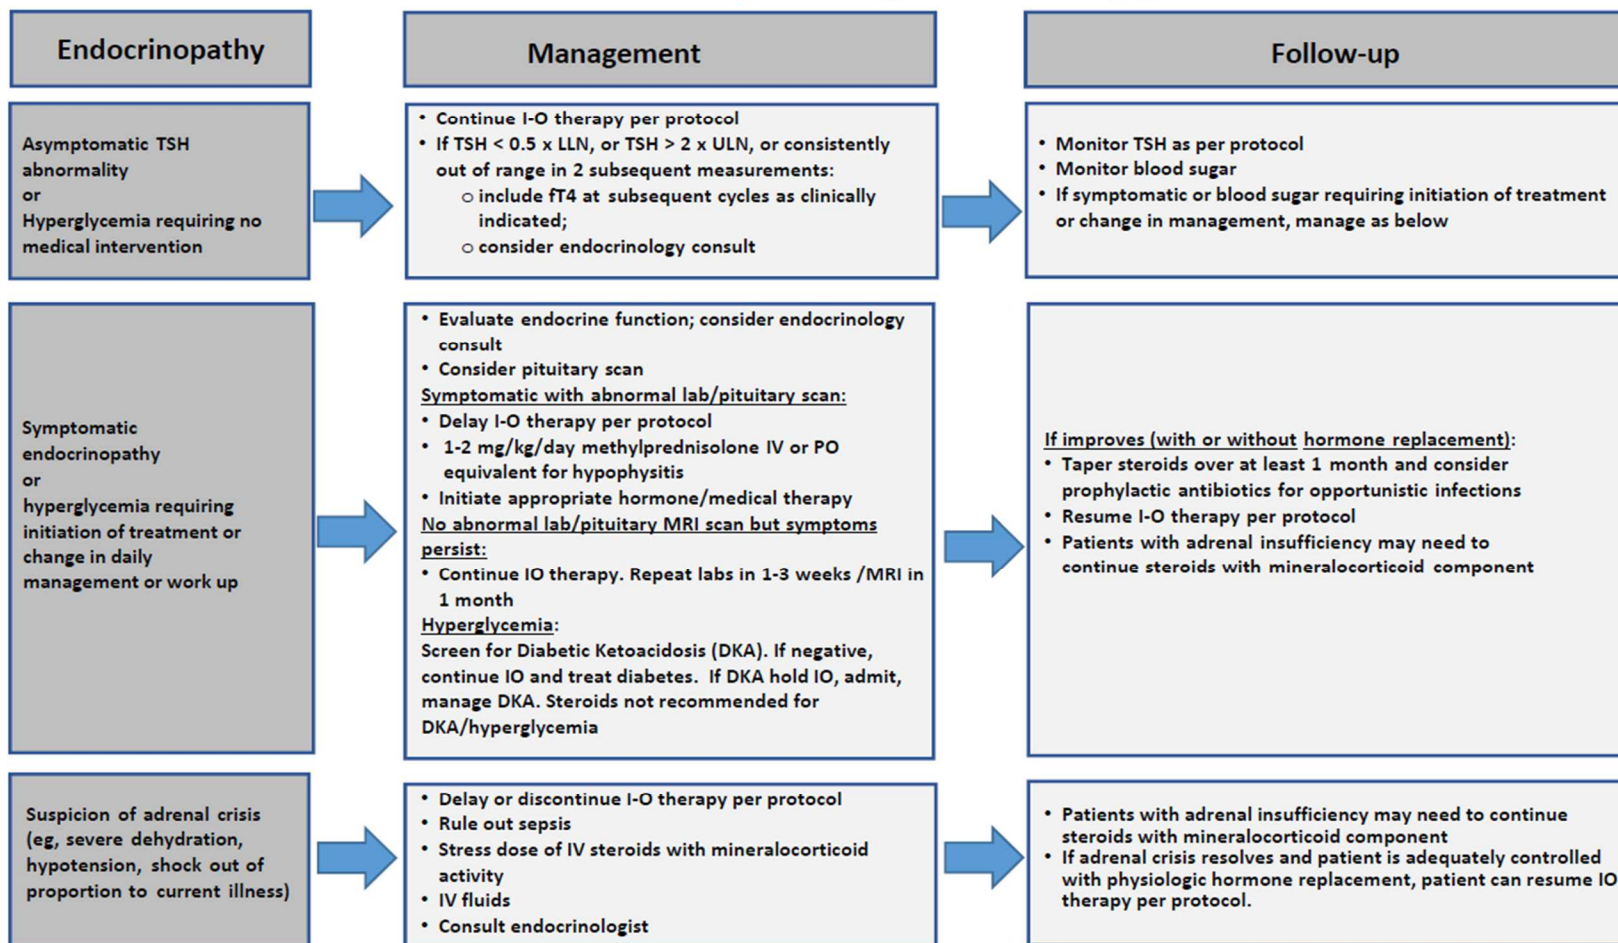 Endocrinopathy
Management
Follow-up
Asymptomatic TSH
abnormality
or
Hyperglycemia requiring no
medical intervention
• Continue I-O therapy per protocol
• If TSH < 0.5 x LLN, or TSH > 2 x ULN, or consistently
out of range in 2 subsequent measurements:
o include fT4 at subsequent cycles as clinically
indicated;
o consider endocrinology consult
• Monitor TSH as per protocol
• Monitor blood sugar
• If symptomatic or blood sugar requiring initiation of treatment
or change in management, manage as below
Symptomatic
endocrinopathy
or
hyperglycemia requiring
initiation of treatment or
change in daily
management or work up
• Evaluate endocrine function; consider endocrinology
consult
• Consider pituitary scan
Symptomatic with abnormal lab/pituitary scan:
• Delay I-O therapy per protocol
• 1-2 mg/kg/day methylprednisolone IV or PO
equivalent for hypophysitis
• Initiate appropriate hormone/medical therapy
No abnormal lab/pituitary MRI scan but symptoms
persist:
• Continue IO therapy. Repeat labs in 1-3 weeks /MRI in
1 month
Hyperglycemia:
Screen for Diabetic Ketoacidosis (DKA). If negative,
continue IO and treat diabetes. If DKA hold IO, admit,
manage DKA. Steroids not recommended for
DKA/hyperglycemia
If improves (with or without hormone replacement):
• Taper steroids over at least 1 month and consider
prophylactic antibiotics for opportunistic infections
• Resume I-O therapy per protocol
• Patients with adrenal insufficiency may need to
continue steroids with mineralocorticoid component
Suspicion of adrenal crisis
(eg, severe dehydration,
hypotension, shock out of
proportion to current illness)
• Delay or discontinue I-O therapy per protocol
• Rule out sepsis
• Stress dose of IV steroids with mineralocorticoid
activity
• IV fluids
• Consult endocrinologist
• Patients with adrenal insufficiency may need to continue
steroids with mineralocorticoid component
• If adrenal crisis resolves and patient is adequately controlled
with physiologic hormone replacement, patient can resume IO
therapy per protocol.